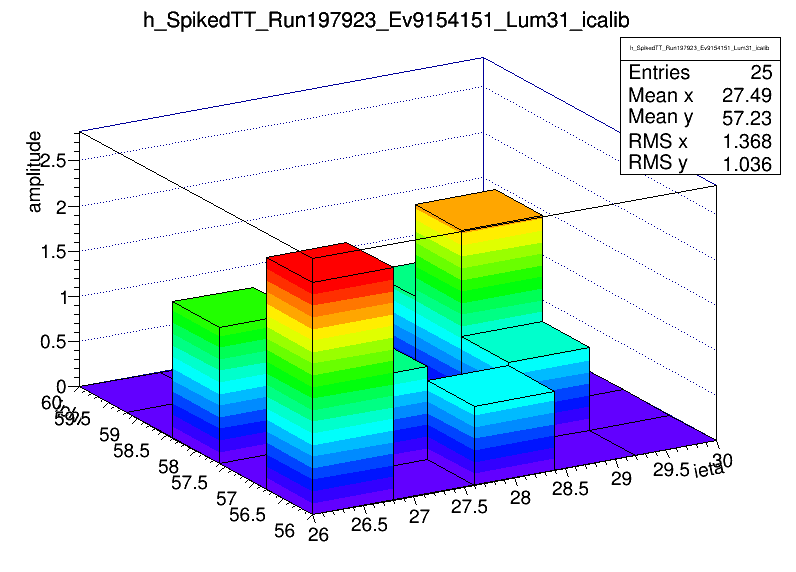 h_SpikedTT_Run197923_Ev9154151_Lum31_icalib
h_SpikedTT_Run197923_Ev9154151_Lum31_icalib
Entries 25
Mean x 27.49
Mean y 57.23
RMS x 1.368
RMS y 1.036
amplitude
2.5
2
1.5
1
0.5
0
60
59.5
59
58.5
58
57.5
57
56.5
56
26
26.5
27
27.5
28
28.5
29
29.5
30
ieta